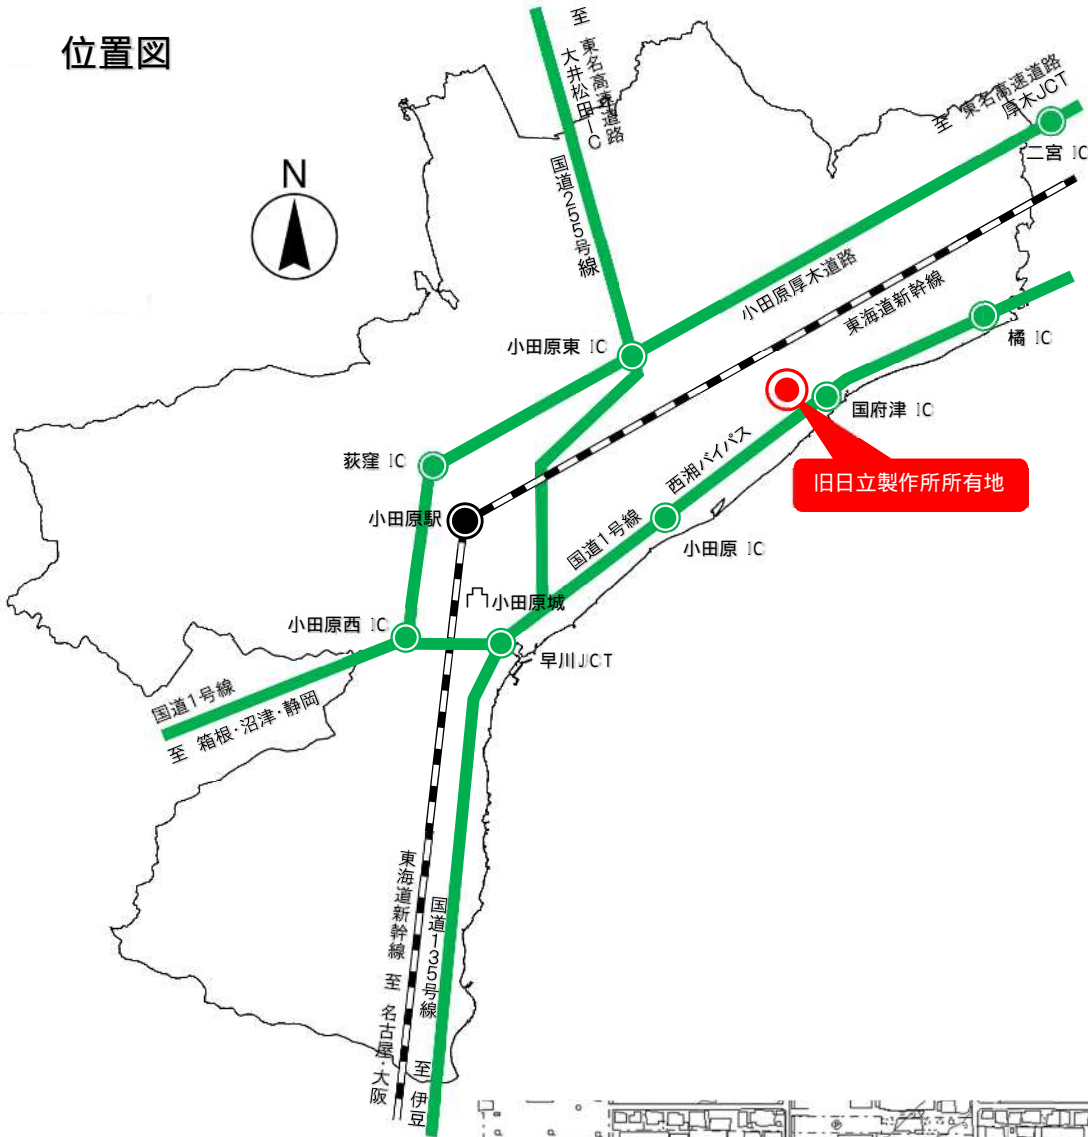 位置図
N
至 東名高速道路
大井松田IC
国道255号線
至 東名高速道路
厚木JCT
二宮 IC
小田原厚木道路
東海道新幹線
小田原東 IC
橘 IC
国府津 IC
荻窪 IC
西湘バイパス
旧日立製作所所有地
小田原駅
国道1号線
小田原 IC
小田原城
小田原西 IC
早川JCT
国道1号線
至 箱根・沼津・静岡
東海道新幹線 至 名古屋・大阪
国道135号線 至 伊豆